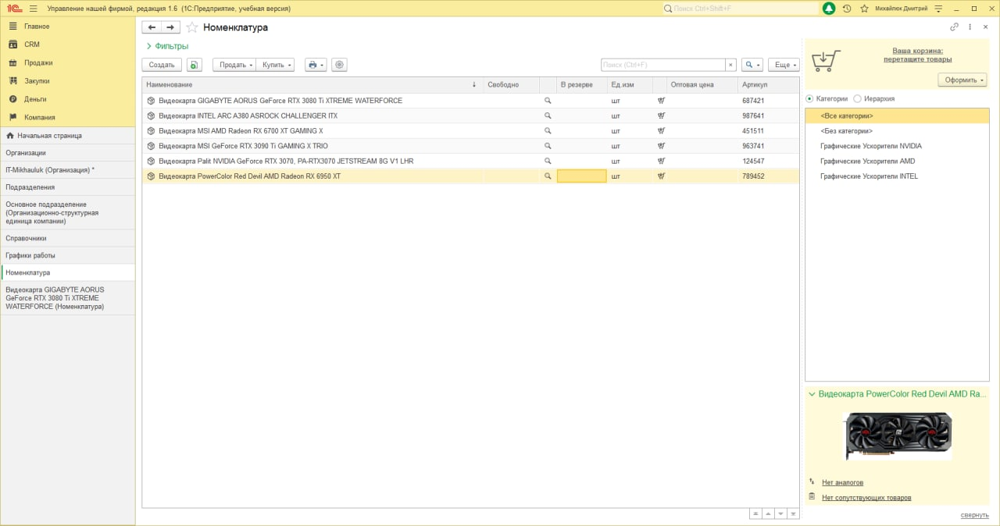 1С Управление нашей фирмой, редакция 1.6 (1С:Предприятие, учебная версия) Поиск Ctrl+Shift+F Михайлюк Дмитрий
Главное
CRM
Продажи
Закупки
Деньги
Компания
Начальная страница
Организации
IT-Mikhauluk (Организация) *
Подразделения
Основное подразделение
(Организационно-структурная
единица компании)
Справочники
Графики работы
Номенклатура
Видеокарта GIGABYTE AORUS
GeForce RTX 3080 Ti XTREME
WATERFORCE (Номенклатура)
Номенклатура
Фильтры
Создать Продать Купить Поиск (Ctrl+F) × Еще
Наименование ↓ Свободно В резерве Ед.изм Оптовая цена Артикул
Видеокарта GIGABYTE AORUS GeForce RTX 3080 Ti XTREME WATERFORCE шт 687421
Видеокарта INTEL ARC A380 ASROCK CHALLENGER ITX шт 987641
Видеокарта MSI AMD Radeon RX 6700 XT GAMING X шт 451511
Видеокарта MSI GeForce RTX 3090 Ti GAMING X TRIO шт 963741
Видеокарта Palit NVIDIA GeForce RTX 3070, PA-RTX3070 JETSTREAM 8G V1 LHR шт 124547
Видеокарта PowerColor Red Devil AMD Radeon RX 6950 XT шт 789452
Ваша корзина:
перетащите товары
Оформить
Категории Иерархия
<Все категории>
<Без категории>
Графические Ускорители NVIDIA
Графические Ускорители AMD
Графические Ускорители INTEL
Видеокарта PowerColor Red Devil AMD Ra...
Нет аналогов
Нет сопутствующих товаров
свернуть